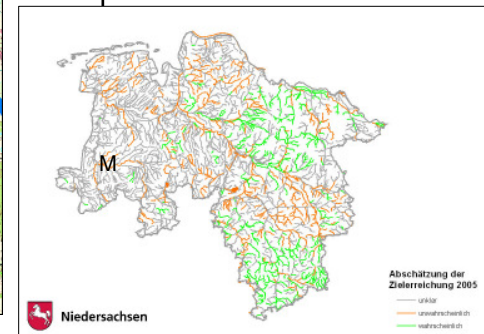 M
Abschätzung der
Zielerreichung 2005
unklar
unwahrscheinlich
wahrscheinlich
Niedersachsen